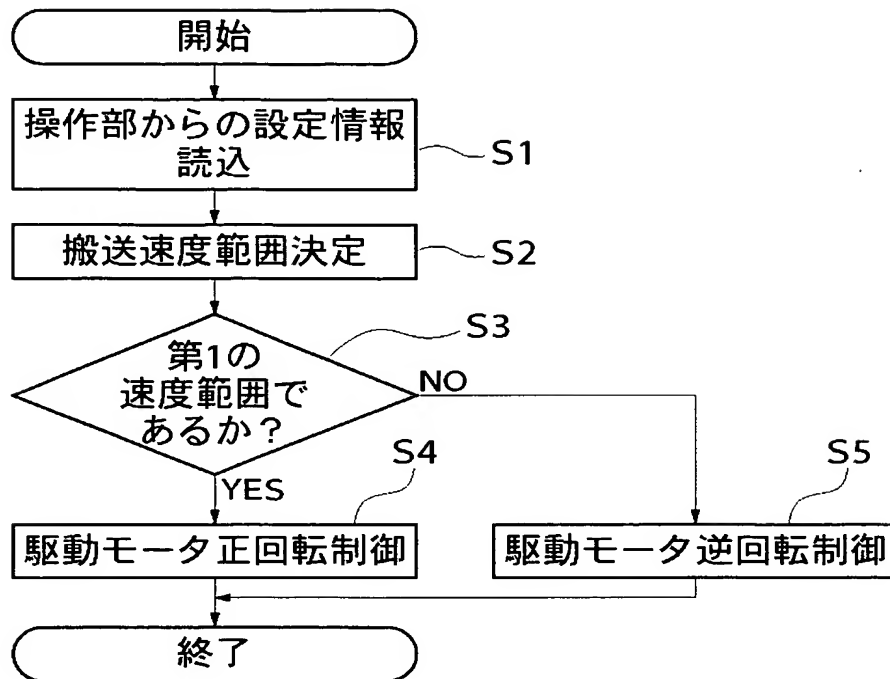 開始
操作部からの設定情報
読込
S1
搬送速度範囲決定
S2
S3
第1の
速度範囲で
あるか？
NO
YES
S4
S5
駆動モータ正回転制御
駆動モータ逆回転制御
終了